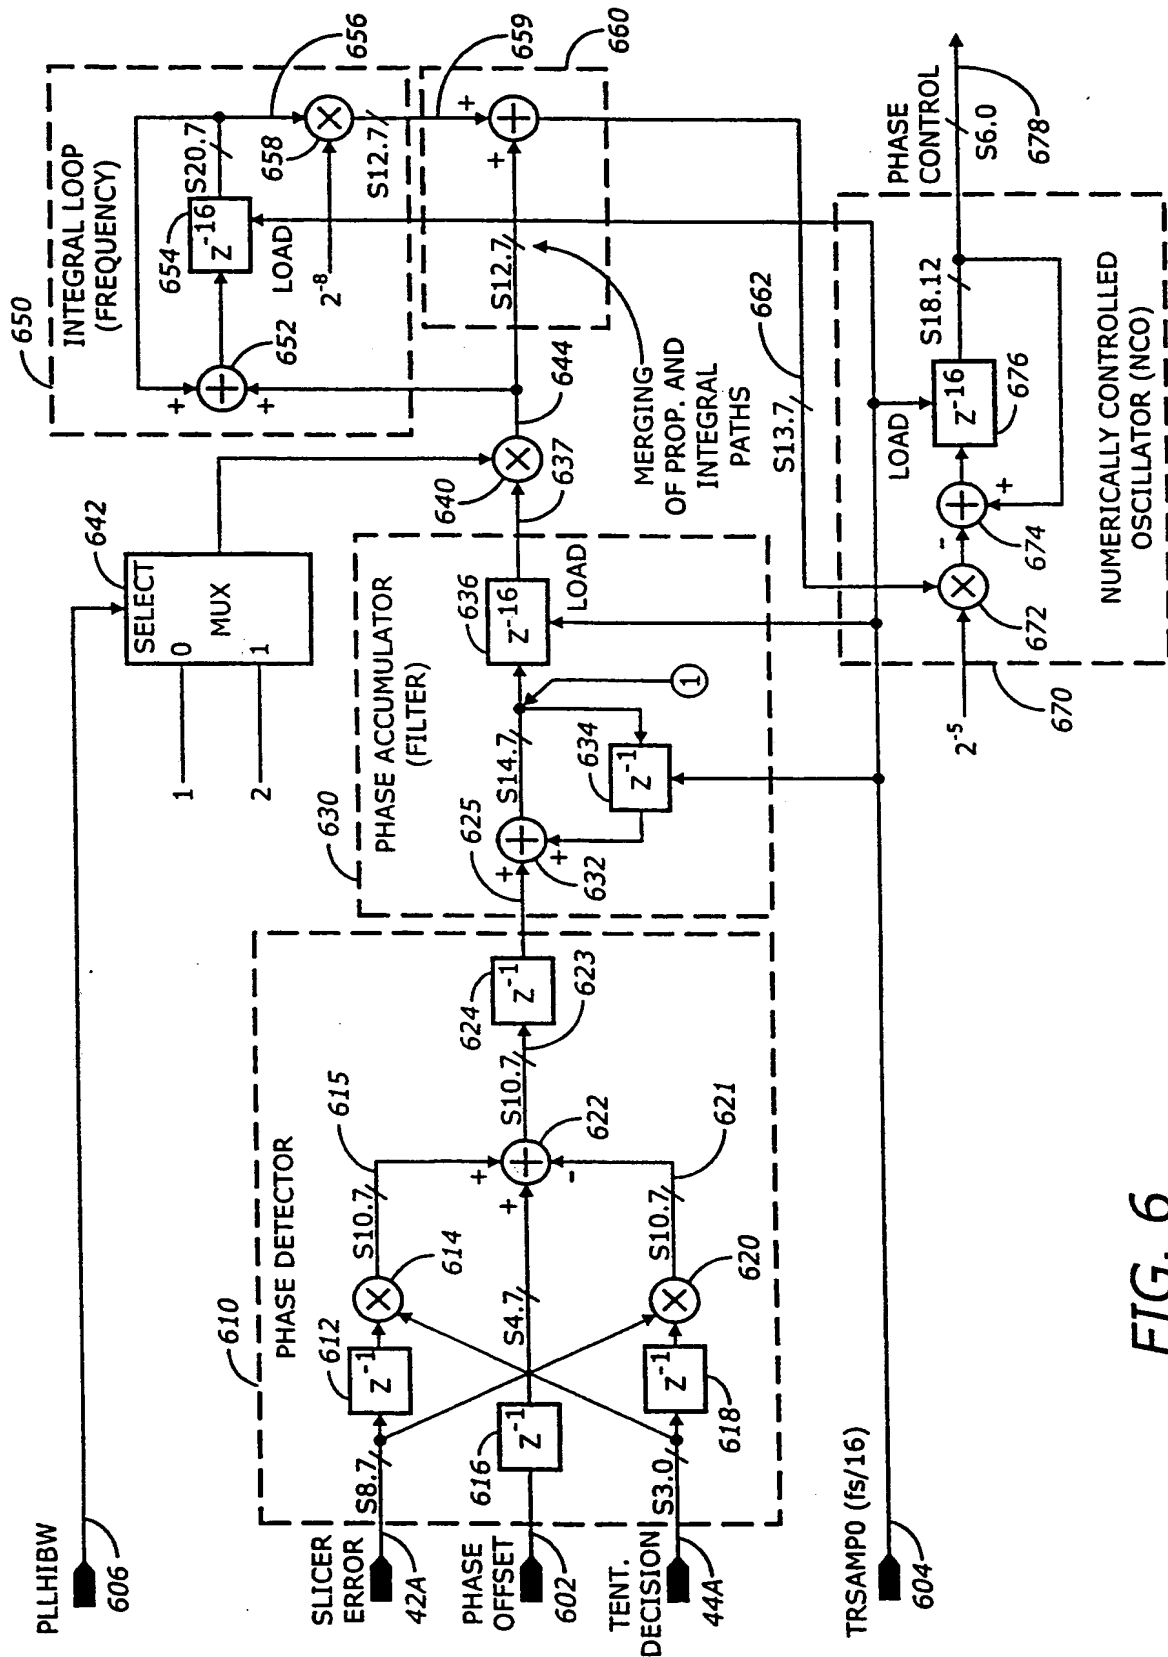 PLLHIBW
606
SELECT
0
MUX
1
1
2
642
650
INTEGRAL LOOP
(FREQUENCY)
654
Z-16
S20.7
LOAD
652
+
+
656
658
2-8
S12.7
659
660
+
+
S12.7
644
640
637
MERGING
OF PROP. AND
INTEGRAL
PATHS
610
PHASE DETECTOR
SLICER
ERROR
42A
S8.7
612
Z-1
614
S10.7
615
PHASE
OFFSET
602
616
Z-1
S4.7
+
+
-
622
S10.7
623
624
Z-1
TENT.
DECISION
44A
S3.0
618
Z-1
620
S10.7
621
630
PHASE ACCUMULATOR
(FILTER)
625
+
+
632
S14.7
634
Z-1
1
636
Z-16
LOAD
662
S13.7
TRSAMP0 (fs/16)
604
670
2-5
672
-
+
674
LOAD
Z-16
676
S18.12
NUMERICALLY CONTROLLED
OSCILLATOR (NCO)
PHASE
CONTROL
S6.0
678
FIG. 6